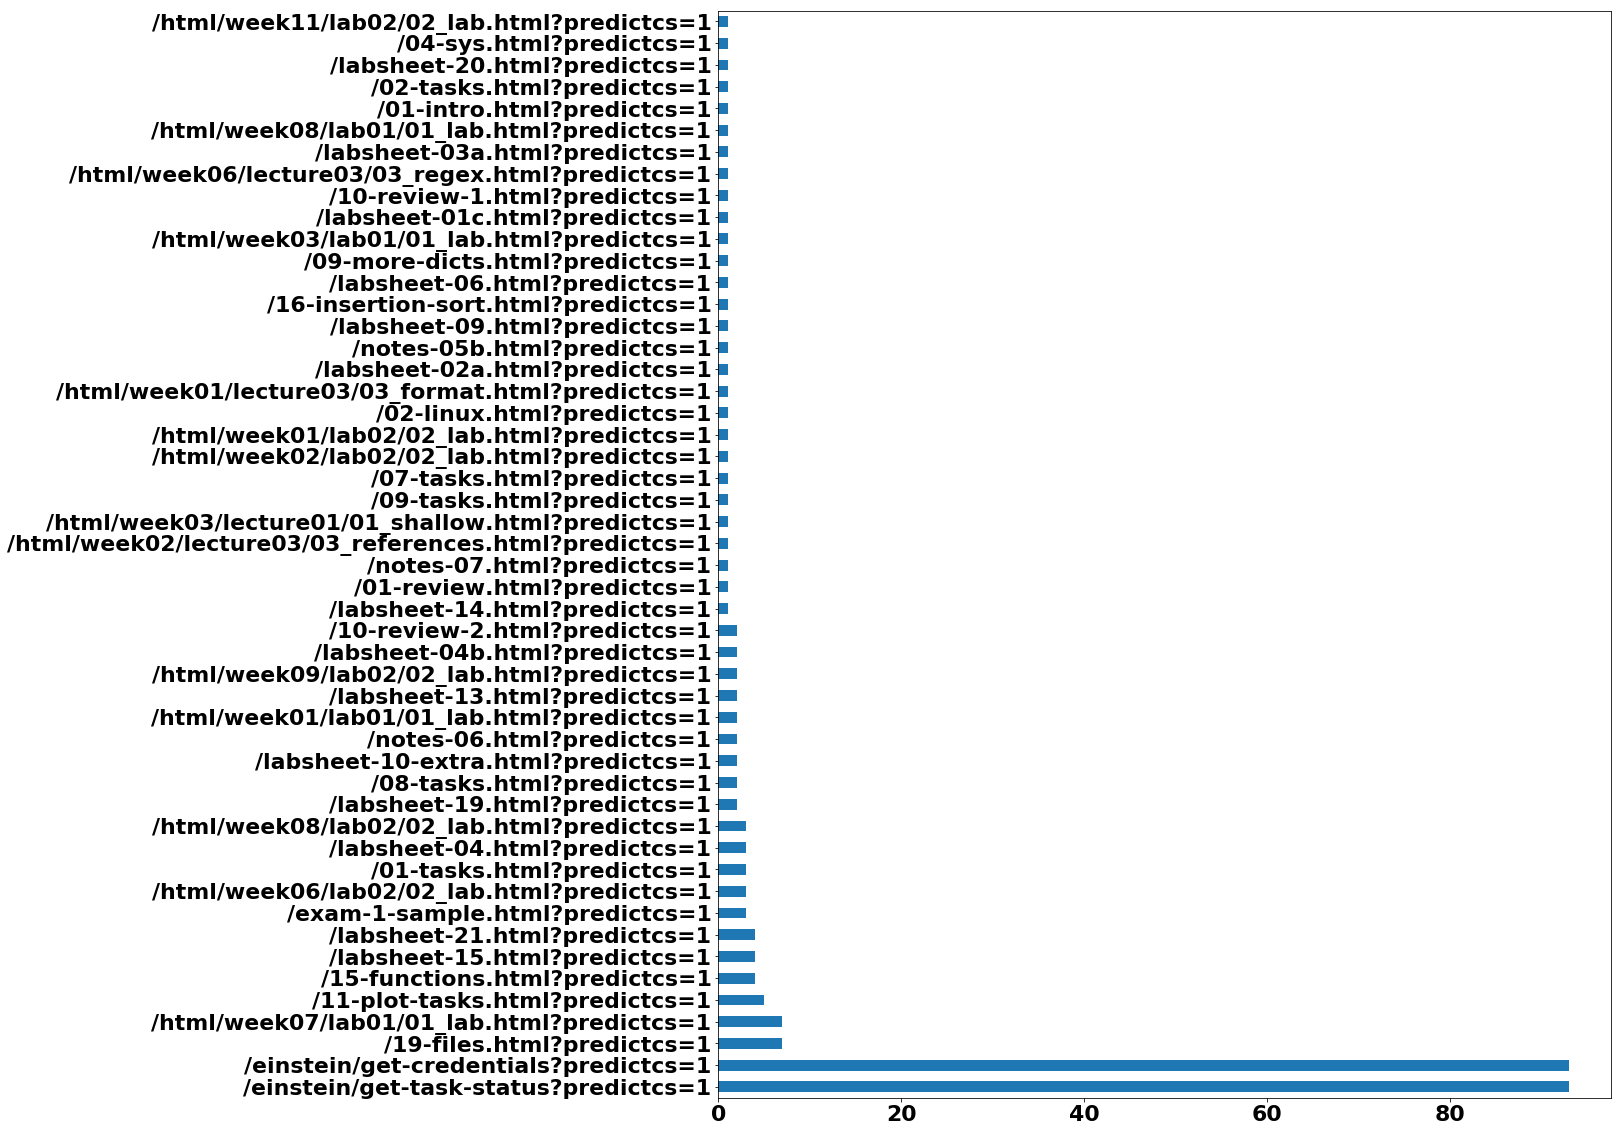 /html/week11/lab02/02_lab.html?predictcs=1
/04-sys.html?predictcs=1
/labsheet-20.html?predictcs=1
/02-tasks.html?predictcs=1
/01-intro.html?predictcs=1
/html/week08/lab01/01_lab.html?predictcs=1
/labsheet-03a.html?predictcs=1
/html/week06/lecture03/03_regex.html?predictcs=1
/10-review-1.html?predictcs=1
/labsheet-01c.html?predictcs=1
/html/week03/lab01/01_lab.html?predictcs=1
/09-more-dicts.html?predictcs=1
/labsheet-06.html?predictcs=1
/16-insertion-sort.html?predictcs=1
/labsheet-09.html?predictcs=1
/notes-05b.html?predictcs=1
/labsheet-02a.html?predictcs=1
/html/week01/lecture03/03_format.html?predictcs=1
/02-linux.html?predictcs=1
/html/week01/lab02/02_lab.html?predictcs=1
/html/week02/lab02/02_lab.html?predictcs=1
/07-tasks.html?predictcs=1
/09-tasks.html?predictcs=1
/html/week03/lecture01/01_shallow.html?predictcs=1
/html/week02/lecture03/03_references.html?predictcs=1
/notes-07.html?predictcs=1
/01-review.html?predictcs=1
/labsheet-14.html?predictcs=1
/10-review-2.html?predictcs=1
/labsheet-04b.html?predictcs=1
/html/week09/lab02/02_lab.html?predictcs=1
/labsheet-13.html?predictcs=1
/html/week01/lab01/01_lab.html?predictcs=1
/notes-06.html?predictcs=1
/labsheet-10-extra.html?predictcs=1
/08-tasks.html?predictcs=1
/labsheet-19.html?predictcs=1
/html/week08/lab02/02_lab.html?predictcs=1
/labsheet-04.html?predictcs=1
/01-tasks.html?predictcs=1
/html/week06/lab02/02_lab.html?predictcs=1
/exam-1-sample.html?predictcs=1
/labsheet-21.html?predictcs=1
/labsheet-15.html?predictcs=1
/15-functions.html?predictcs=1
/11-plot-tasks.html?predictcs=1
/html/week07/lab01/01_lab.html?predictcs=1
/19-files.html?predictcs=1
/einstein/get-credentials?predictcs=1
/einstein/get-task-status?predictcs=1
0 20 40 60 80